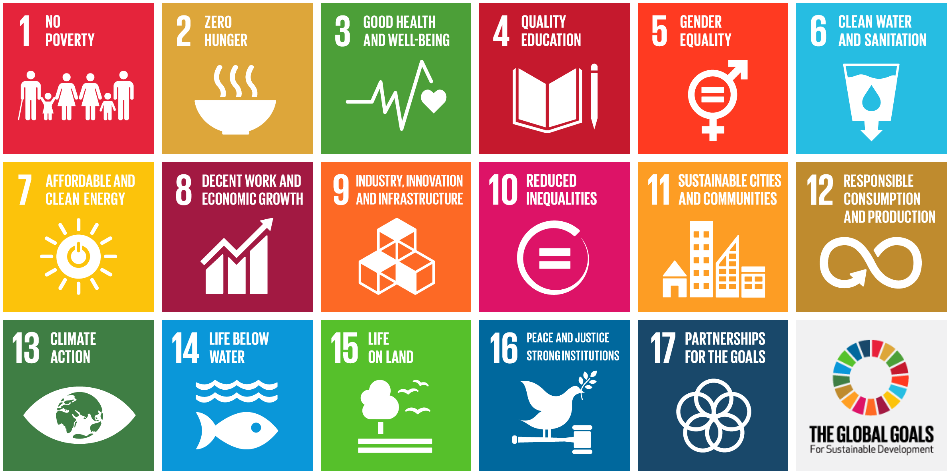 1 NO
POVERTY
2 ZERO
HUNGER
3 GOOD HEALTH
AND WELL-BEING
4 QUALITY
EDUCATION
5 GENDER
EQUALITY
6 CLEAN WATER
AND SANITATION
7 AFFORDABLE AND
CLEAN ENERGY
8 DECENT WORK AND
ECONOMIC GROWTH
9 INDUSTRY, INNOVATION
AND INFRASTRUCTURE
10 REDUCED
INEQUALITIES
11 SUSTAINABLE CITIES
AND COMMUNITIES
12 RESPONSIBLE
CONSUMPTION
AND PRODUCTION
13 CLIMATE
ACTION
14 LIFE BELOW
WATER
15 LIFE
ON LAND
16 PEACE AND JUSTICE
STRONG INSTITUTIONS
17 PARTNERSHIPS
FOR THE GOALS
THE GLOBAL GOALS
For Sustainable Development